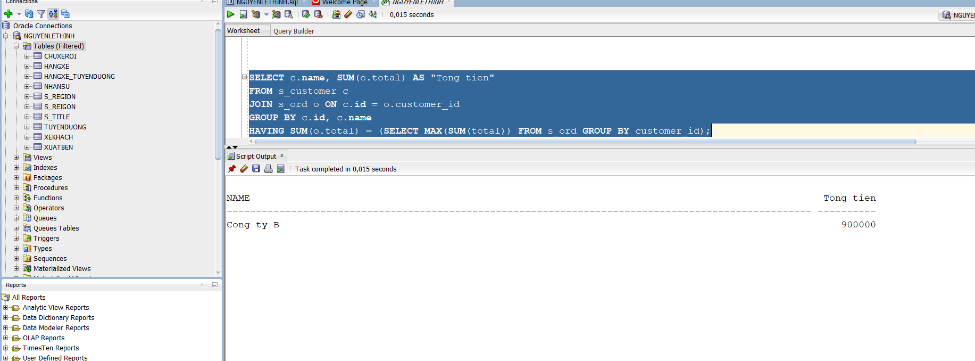 Connections
NGUYENLETHINH.sql
Welcome Page
NGUYENLETHINH
0,015 seconds
NGUYENLE
Worksheet
Query Builder
Oracle Connections
NGUYENLETHINH
Tables (Filtered)
CHUXEROI
HANGXE
HANGXE_TUYENDUONG
NHANSU
S_REGION
S_REIGON
S_TITLE
TUYENDUONG
XEKHACH
XUATBEN
Views
Indexes
Packages
Procedures
Functions
Operators
Queues
Queues Tables
Triggers
Types
Sequences
Materialized Views
SELECT c.name, SUM(o.total) AS "Tong tien"
FROM s_customer c
JOIN s_ord o ON c.id = o.customer_id
GROUP BY c.id, c.name
HAVING SUM(o.total) = (SELECT MAX(SUM(total)) FROM s_ord GROUP BY customer_id);
Script Output
Task completed in 0,015 seconds
NAME Tong tien
Cong ty B 900000
Reports
All Reports
Analytic View Reports
Data Dictionary Reports
Data Modeler Reports
OLAP Reports
TimesTen Reports
User Defined Reports